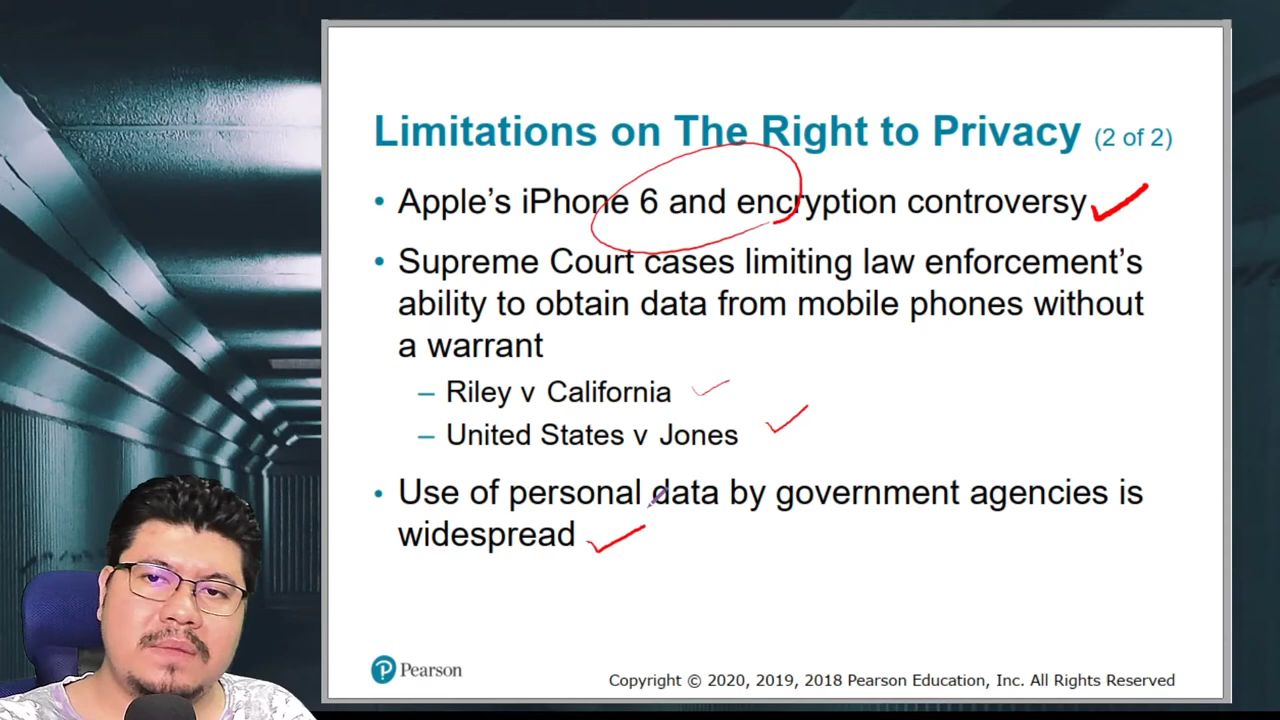 Limitations on The Right to Privacy (2 of 2)
• Apple’s iPhone 6 and encryption controversy
• Supreme Court cases limiting law enforcement’s
ability to obtain data from mobile phones without
a warrant
– Riley v California
– United States v Jones
• Use of personal data by government agencies is
widespread
Pearson
Copyright © 2020, 2019, 2018 Pearson Education, Inc. All Rights Reserved